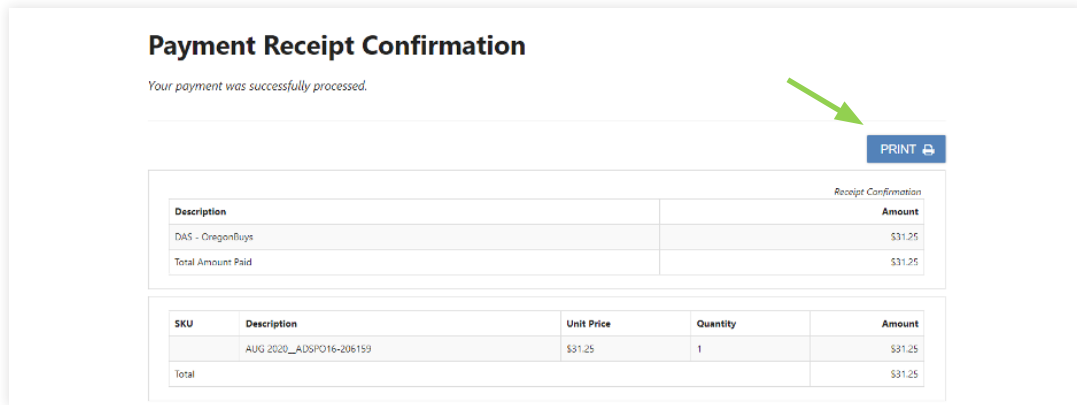 Payment Receipt Confirmation
Your payment was successfully processed.
PRINT
Receipt Confirmation
Description Amount
DAS - OregonBuys $31.25
Total Amount Paid $31.25
SKU Description Unit Price Quantity Amount
AUG 2020__ADSPO16-206159 $31.25 1 $31.25
Total $31.25